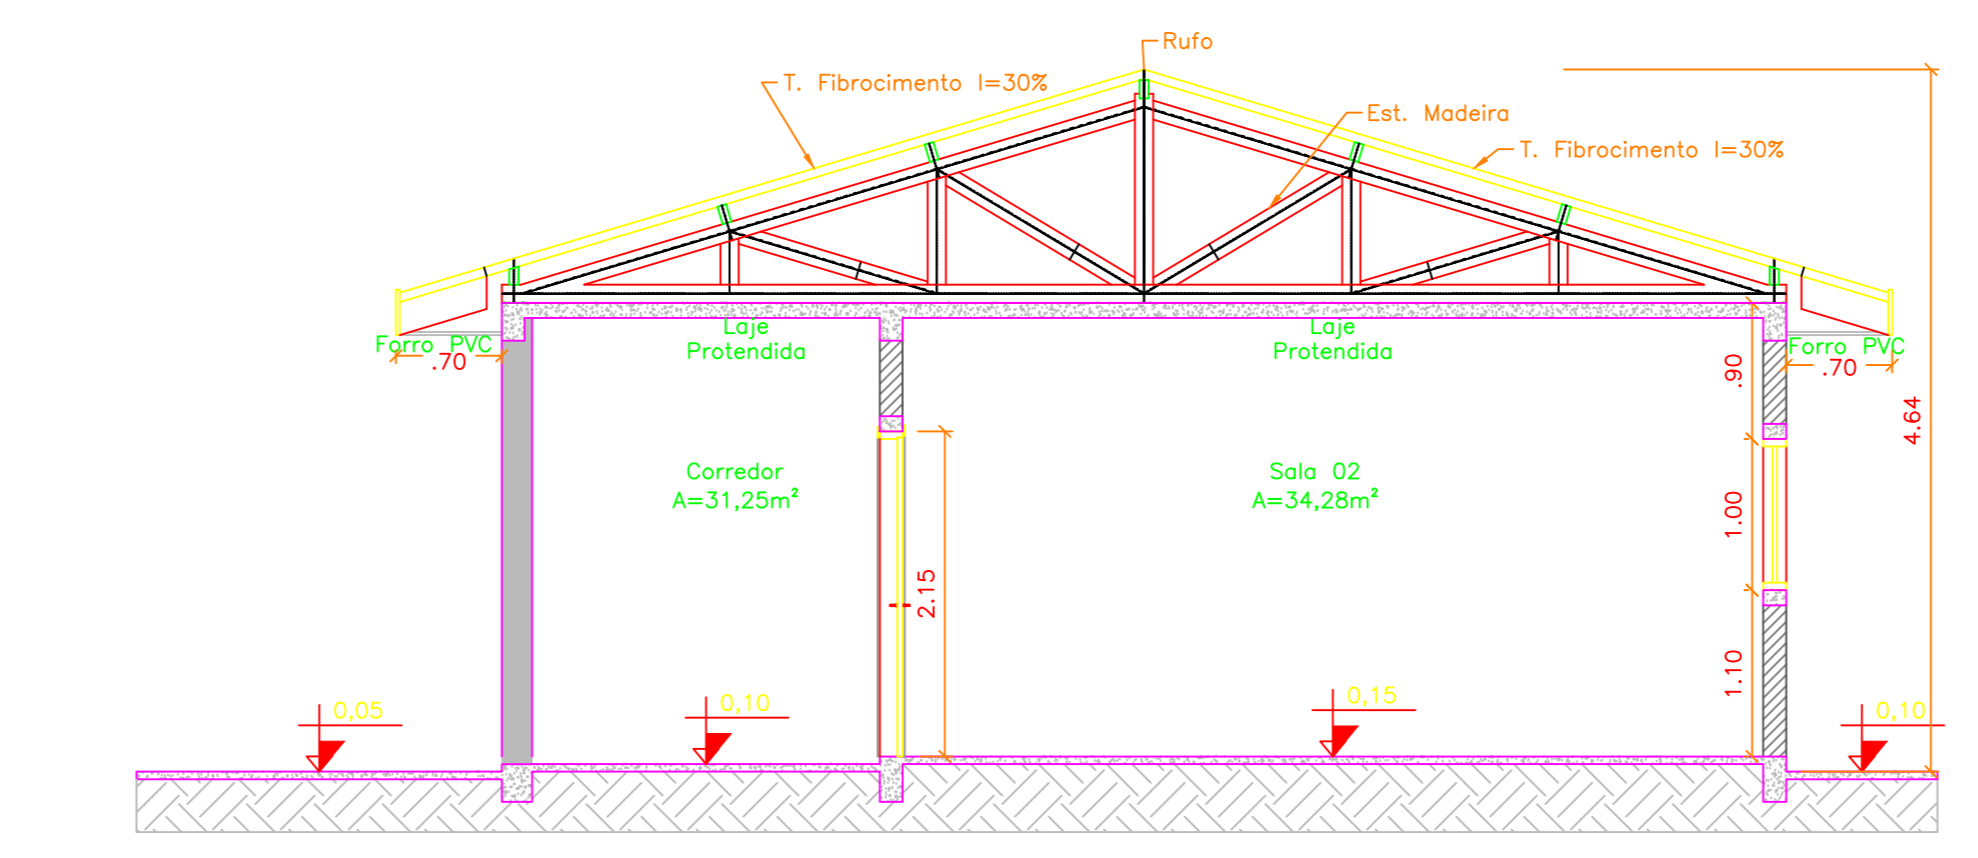 Rufo
T. Fibrocimento I=30%
Est. Madeira
T. Fibrocimento I=30%
Laje
Protendida
Laje
Protendida
Forro PVC
.70
Forro PVC
.70
.90
4.64
Corredor
A=31,25m²
Sala 02
A=34,28m²
1.00
2.15
1.10
0,05
0,10
0,15
0,10